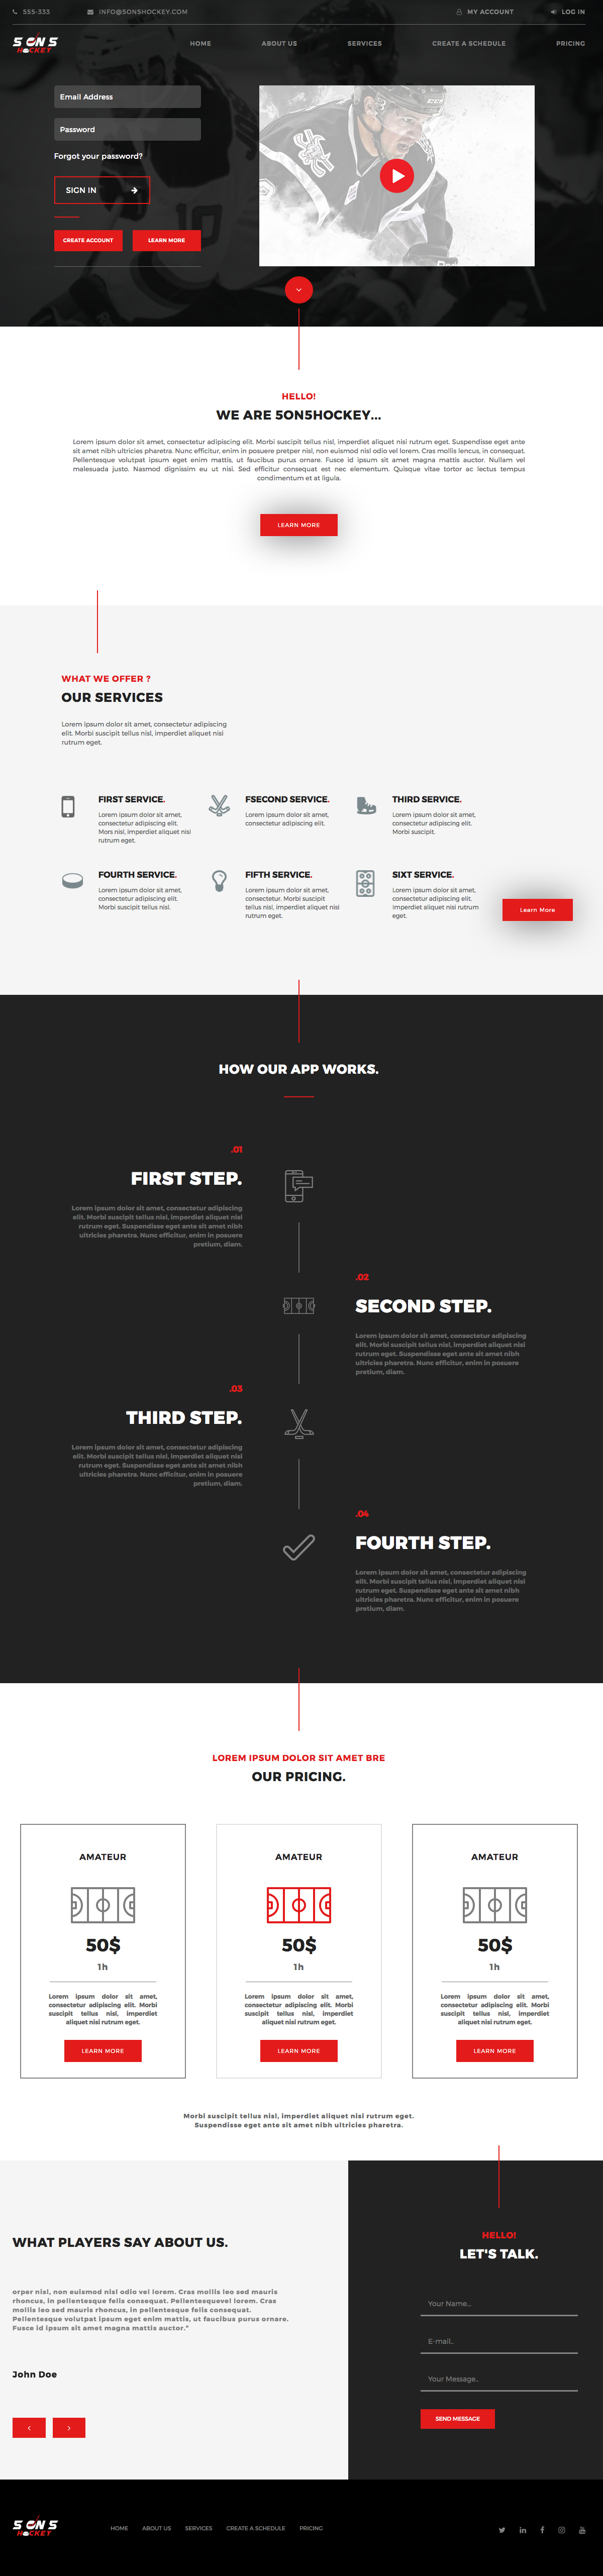 555-333
INFO@5ON5HOCKEY.COM
MY ACCOUNT
LOG IN
5 ON 5
HOCKEY
HOME
ABOUT US
SERVICES
CREATE A SCHEDULE
PRICING
Email Address
Password
Forgot your password?
SIGN IN
CREATE ACCOUNT
LEARN MORE
CCM
HELLO!
WE ARE 5ON5HOCKEY...
Lorem ipsum dolor sit amet, consectetur adipiscing elit. Morbi suscipit tellus nisl, imperdiet aliquet nisi rutrum eget. Suspendisse eget ante
sit amet nibh ultricies pharetra. Nunc efficitur, enim in posuere pretper nisl, non euismod nisl odio vel lorem. Cras mollis lencus, in consequat.
Pellentesque volutpat ipsum eget enim mattis, ut faucibus purus ornare. Fusce id ipsum sit amet magna mattis auctor. Nullam vel
malesuada justo. Nasmod dignissim eu ut nisi. Sed efficitur consequat est nec elementum. Quisque vitae tortor ac lectus tempus
condimentum et at ligula.
LEARN MORE
WHAT WE OFFER ?
OUR SERVICES
Lorem ipsum dolor sit amet, consectetur adipiscing
elit. Morbi suscipit tellus nisl, imperdiet aliquet nisi
rutrum eget.
FIRST SERVICE.
Lorem ipsum dolor sit amet,
consectetur adipiscing elit.
Mors nisl, imperdiet aliquet nisi
rutrum eget.
FSECOND SERVICE.
Lorem ipsum dolor sit amet,
consectetur adipiscing elit.
THIRD SERVICE.
Lorem ipsum dolor sit amet,
consectetur adipiscing elit.
Morbi suscipit.
FOURTH SERVICE.
Lorem ipsum dolor sit amet,
consectetur adipiscing elit.
Morbi suscipit tellus nisl.
FIFTH SERVICE.
Lorem ipsum dolor sit amet,
consectetur. Morbi suscipit
tellus nisl, imperdiet aliquet nisi
rutrum eget.
SIXT SERVICE.
Lorem ipsum dolor sit amet,
consectetur adipiscing elit.
imperdiet aliquet nisi rutrum
eget.
Learn More
HOW OUR APP WORKS.
.01
FIRST STEP.
Lorem ipsum dolor sit amet, consectetur adipiscing
elit. Morbi suscipit tellus nisl, imperdiet aliquet nisi
rutrum eget. Suspendisse eget ante sit amet nibh
ultricies pharetra. Nunc efficitur, enim in posuere
pretium, diam.
.02
SECOND STEP.
Lorem ipsum dolor sit amet, consectetur adipiscing
elit. Morbi suscipit tellus nisl, imperdiet aliquet nisi
rutrum eget. Suspendisse eget ante sit amet nibh
ultricies pharetra. Nunc efficitur, enim in posuere
pretium, diam.
.03
THIRD STEP.
Lorem ipsum dolor sit amet, consectetur adipiscing
elit. Morbi suscipit tellus nisl, imperdiet aliquet nisi
rutrum eget. Suspendisse eget ante sit amet nibh
ultricies pharetra. Nunc efficitur, enim in posuere
pretium, diam.
.04
FOURTH STEP.
Lorem ipsum dolor sit amet, consectetur adipiscing
elit. Morbi suscipit tellus nisl, imperdiet aliquet nisi
rutrum eget. Suspendisse eget ante sit amet nibh
ultricies pharetra. Nunc efficitur, enim in posuere
pretium, diam.
LOREM IPSUM DOLOR SIT AMET BRE
OUR PRICING.
AMATEUR
50$
1h
Lorem ipsum dolor sit amet,
consectetur adipiscing elit. Morbi
suscipit tellus nisl, imperdiet
aliquet nisi rutrum eget.
LEARN MORE
AMATEUR
50$
1h
Lorem ipsum dolor sit amet,
consectetur adipiscing elit. Morbi
suscipit tellus nisl, imperdiet
aliquet nisi rutrum eget.
LEARN MORE
AMATEUR
50$
1h
Lorem ipsum dolor sit amet,
consectetur adipiscing elit. Morbi
suscipit tellus nisl, imperdiet
aliquet nisi rutrum eget.
LEARN MORE
Morbi suscipit tellus nisl, imperdiet aliquet nisi rutrum eget.
Suspendisse eget ante sit amet nibh ultricies pharetra.
WHAT PLAYERS SAY ABOUT US.
orper nisl, non euismod nisl odio vel lorem. Cras mollis leo sed mauris
rhoncus, in pellentesque felis consequat. Pellentesquevel lorem. Cras
mollis leo sed mauris rhoncus, in pellentesque felis consequat.
Pellentesque volutpat ipsum eget enim mattis, ut faucibus purus ornare.
Fusce id ipsum sit amet magna mattis auctor."
John Doe
HELLO!
LET'S TALK.
Your Name...
E-mail..
Your Message..
SEND MESSAGE
5 ON 5
HOCKET
HOME
ABOUT US
SERVICES
CREATE A SCHEDULE
PRICING